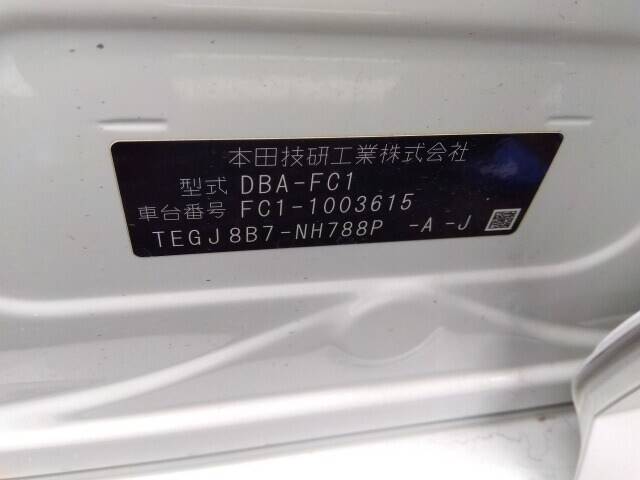 本田技研工業株式会社
型式 DBA-FC1
車台番号 FC1-1003615
TEGJ8B7-NH788P -A -J